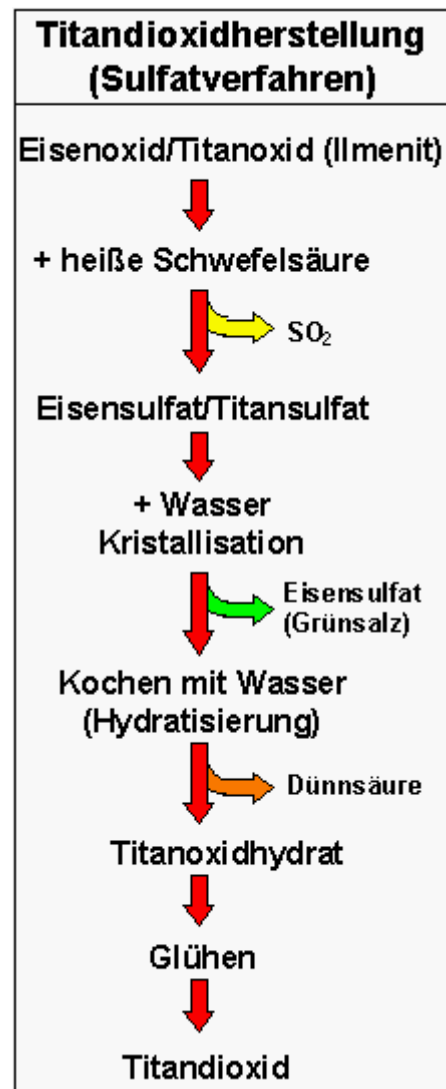 Titandioxidherstellung
(Sulfatverfahren)
Eisenoxid/Titanoxid (Ilmenit)
+ heiße Schwefelsäure
SO₂
Eisensulfat/Titansulfat
+ Wasser
Kristallisation
Eisensulfat
(Grünsalz)
Kochen mit Wasser
(Hydratisierung)
Dünnsäure
Titanoxidhydrat
Glühen
Titandioxid